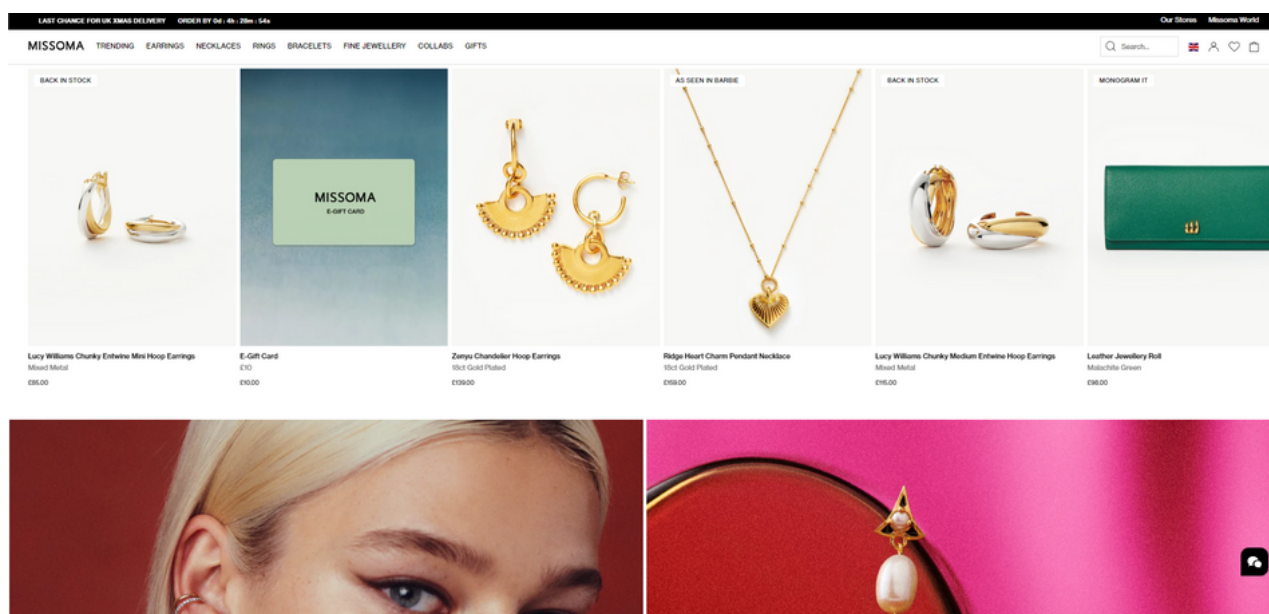 LAST CHANCE FOR UK XMAS DELIVERY ORDER BY 0d : 4h : 28m : 54s
Our Stores Missoma World
MISSOMA TRENDING EARRINGS NECKLACES RINGS BRACELETS FINE JEWELLERY COLLABS GIFTS
Search..
BACK IN STOCK
AS SEEN IN BARBIE
BACK IN STOCK
MONOGRAM IT
MISSOMA
E-GIFT CARD
Lucy Williams Chunky Entwine Mini Hoop Earrings
Mixed Metal
£85.00
E-Gift Card
£10
£10.00
Zenyu Chandelier Hoop Earrings
18ct Gold Plated
£139.00
Ridge Heart Charm Pendant Necklace
18ct Gold Plated
£159.00
Lucy Williams Chunky Medium Entwine Hoop Earrings
Mixed Metal
£115.00
Leather Jewellery Roll
Malachite Green
£98.00